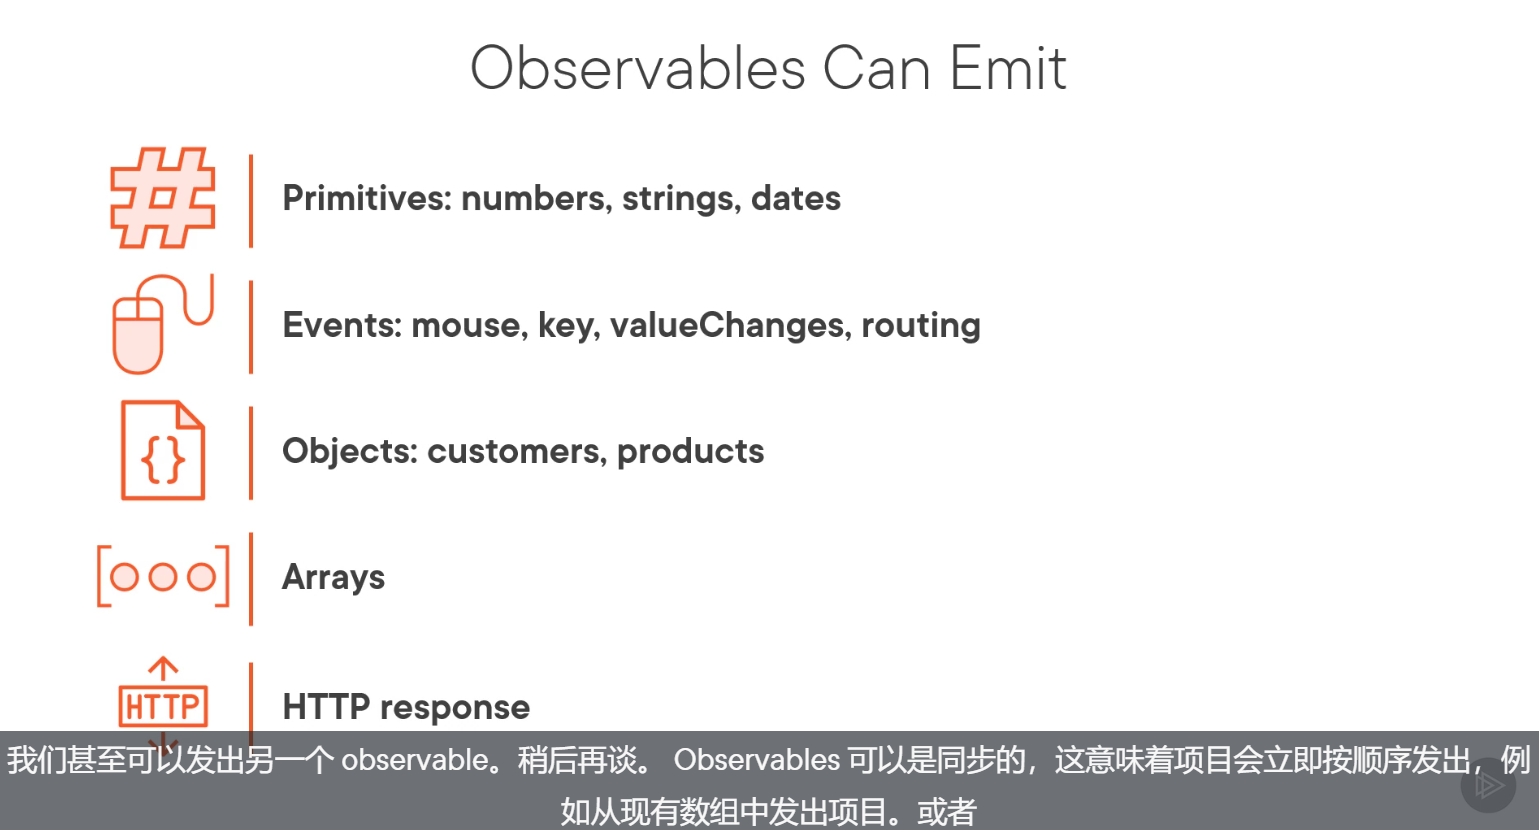 Observables Can Emit
Primitives: numbers, strings, dates
Events: mouse, key, valueChanges, routing
Objects: customers, products
Arrays
HTTP
HTTP response
我们甚至可以发出另一个 observable。稍后再谈。 Observables 可以是同步的，这意味着项目会立即按顺序发出，例
如从现有数组中发出项目。或者